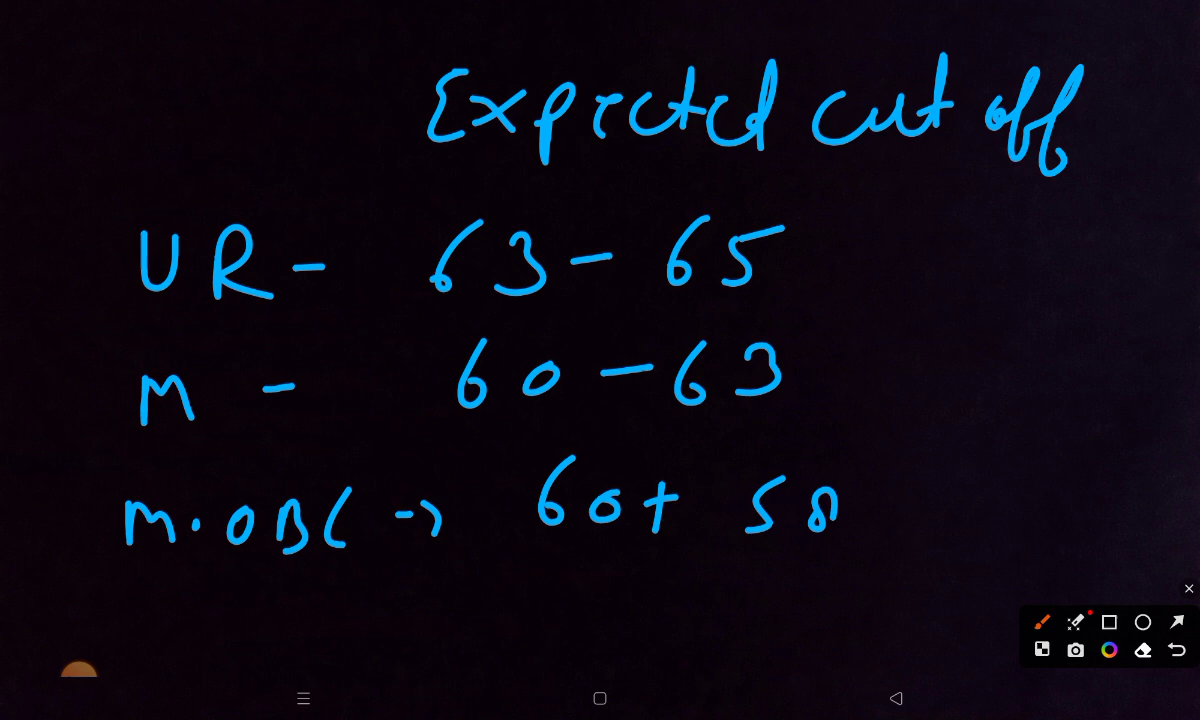 Expected cut off
UR - 63 - 65
M - 60 - 63
M.OBC → 60+ 58